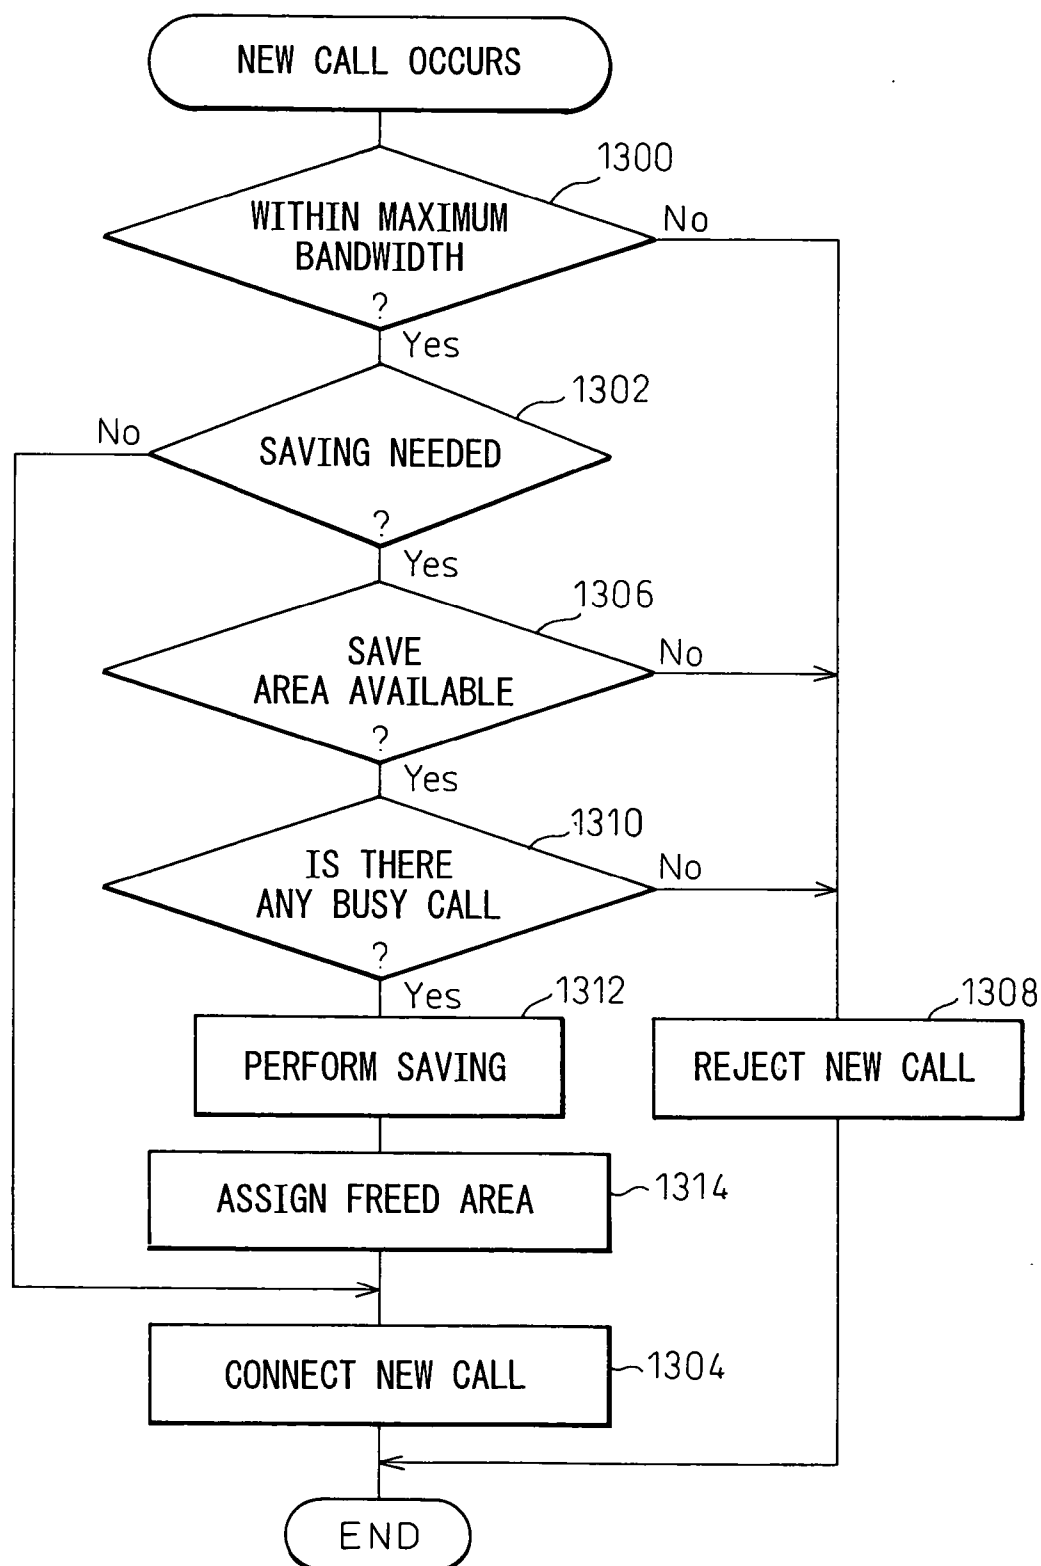 NEW CALL OCCURS
1300
WITHIN MAXIMUM
BANDWIDTH
?
No
Yes
1302
No
SAVING NEEDED
?
Yes
1306
SAVE
AREA AVAILABLE
?
No
Yes
1310
IS THERE
ANY BUSY CALL
?
No
Yes
1312
PERFORM SAVING
1308
REJECT NEW CALL
ASSIGN FREED AREA
1314
CONNECT NEW CALL
1304
END